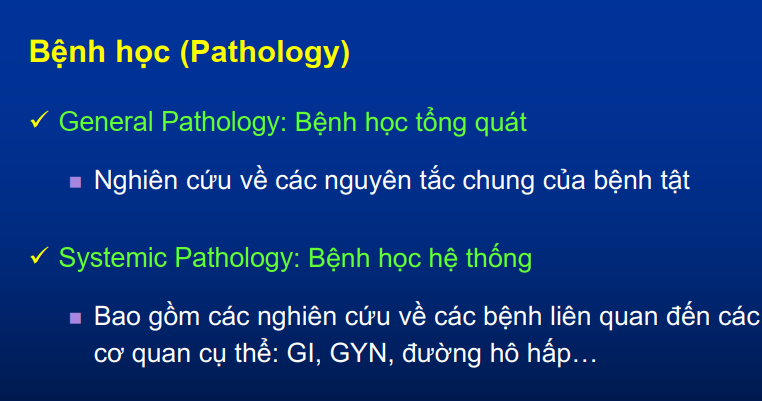 Bệnh học (Pathology)
✓ General Pathology: Bệnh học tổng quát
▪ Nghiên cứu về các nguyên tắc chung của bệnh tật
✓ Systemic Pathology: Bệnh học hệ thống
▪ Bao gồm các nghiên cứu về các bệnh liên quan đến các
cơ quan cụ thể: GI, GYN, đường hô hấp…